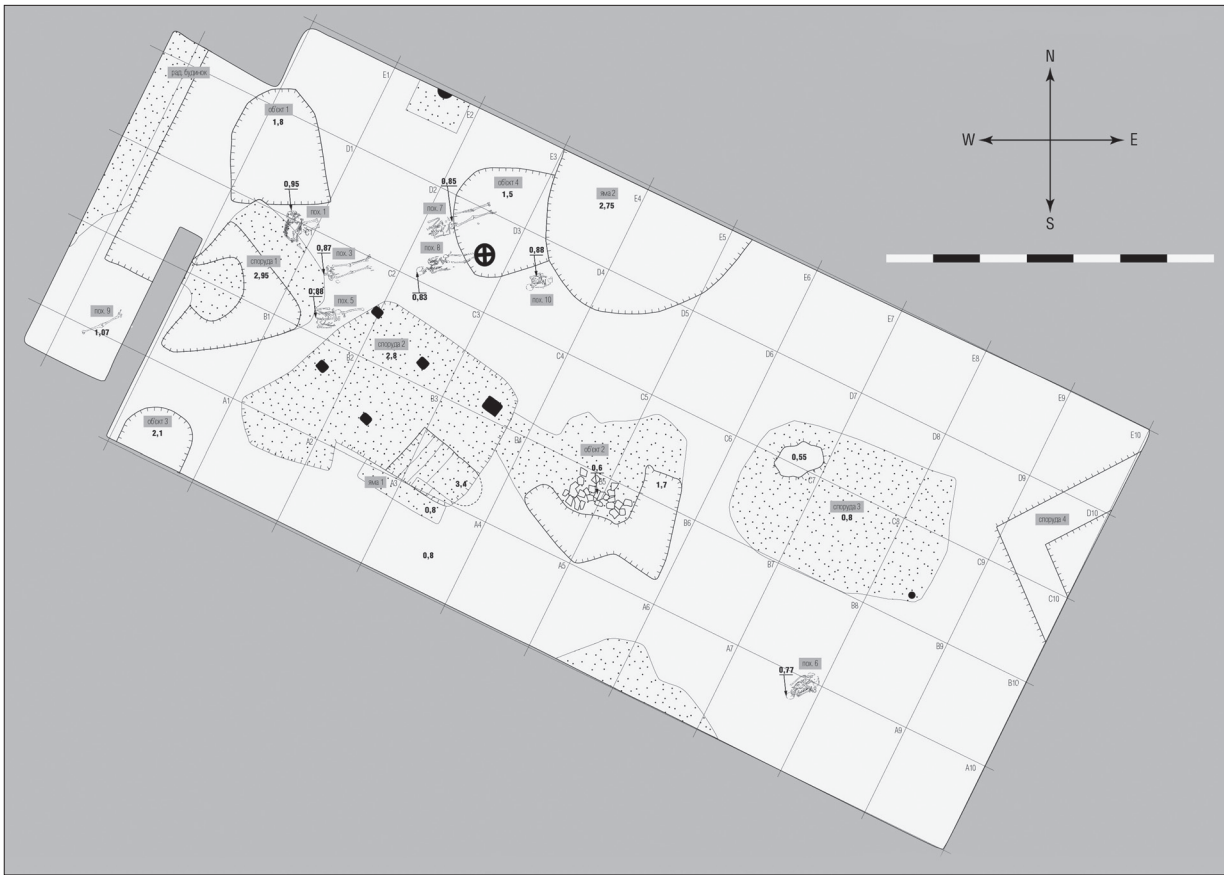 рад. будинок
E1
N
W
E
S
об'єкт 1
1,8
E2
D1
E3
0,95
0,85
D2
об'єкт 4
1,5
яма 2
2,75
E4
пох. 1
пох. 7
D3
E5
0,87
пох. 3
пох. 8
0,88
споруда 1
2,95
C2
D4
E6
0,88
0,83
пох. 10
пох. 5
пох. 9
1,07
B1
C3
D5
E7
споруда 2
2,8
B2
C4
D6
E8
A1
B3
C5
D7
E9
об'єкт 3
2,1
A2
B4
C6
D8
E10
об'єкт 2
0,6
0,55
яма 1
A3
3,4
1,7
C7
D9
0,8
споруда 3
0,8
C8
D10
споруда 4
A4
B6
0,8
A5
B7
C9
A6
B8
C10
A7
B9
0,77
пох. 6
A8
B10
A9
A10